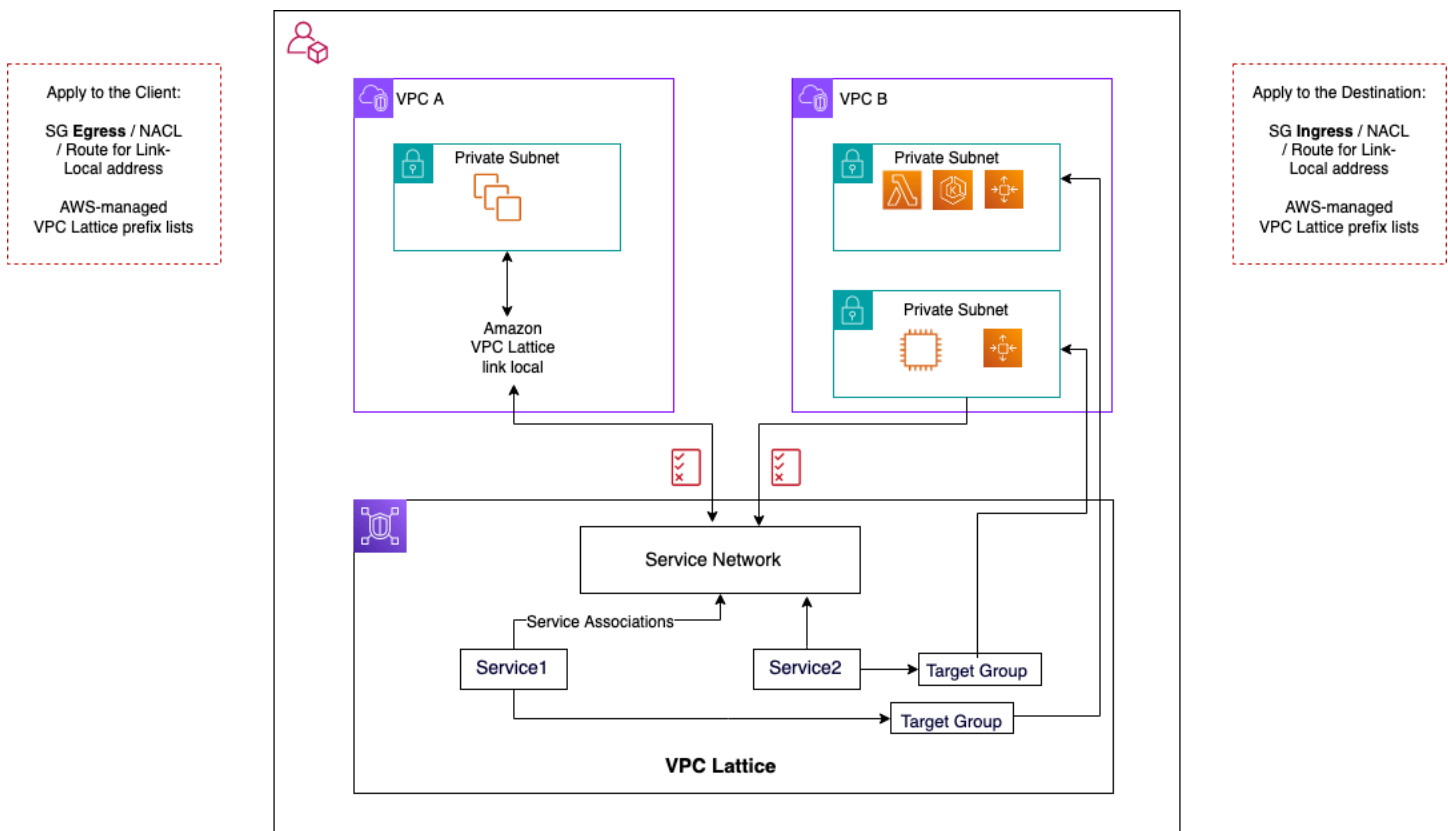 Apply to the Client:
SG Egress / NACL
/ Route for Link-
Local address
AWS-managed
VPC Lattice prefix lists
VPC A
Private Subnet
Amazon
VPC Lattice
link local
VPC B
Private Subnet
Private Subnet
Apply to the Destination:
SG Ingress / NACL
/ Route for Link-
Local address
AWS-managed
VPC Lattice prefix lists
Service Network
Service Associations
Service1
Service2
Target Group
Target Group
VPC Lattice